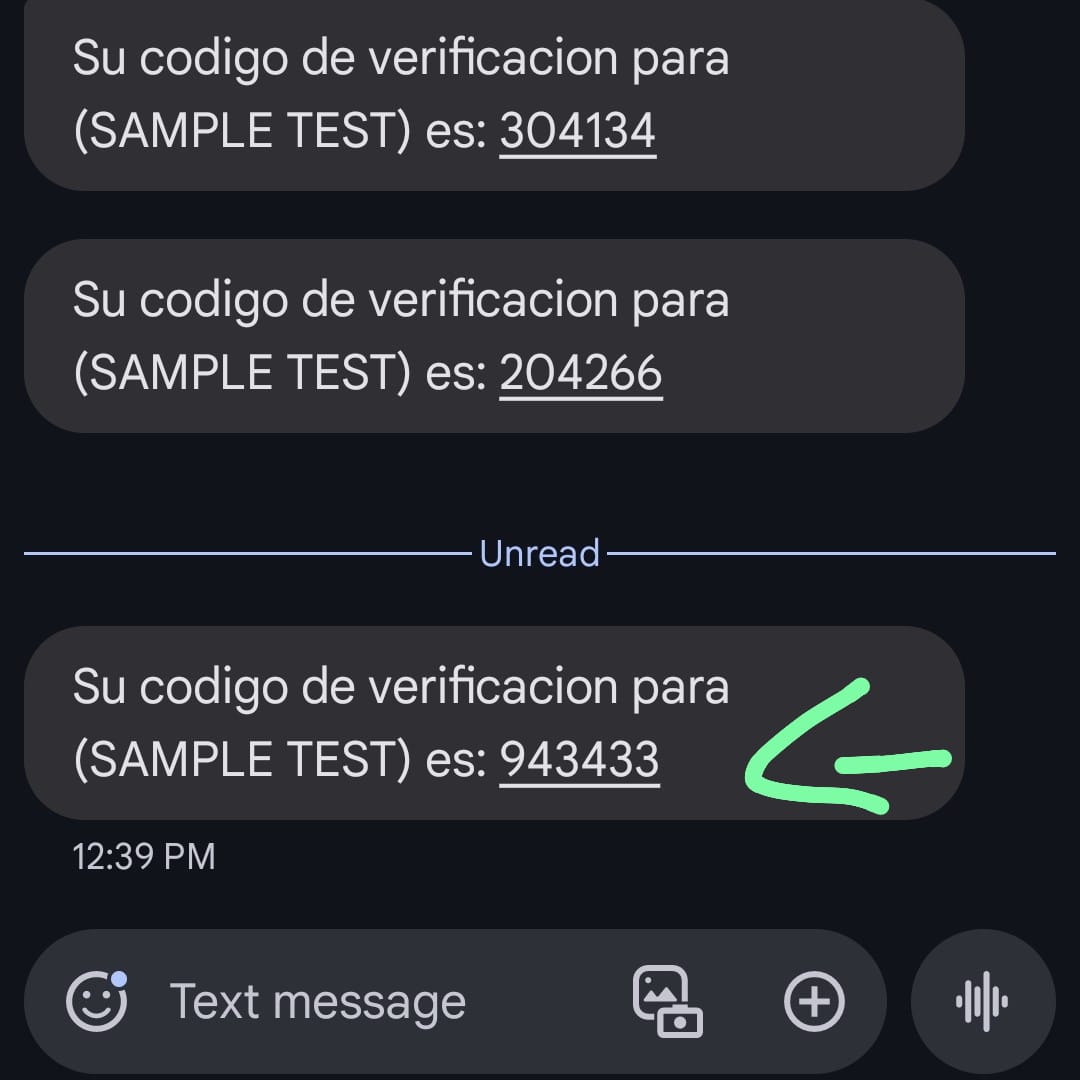 Su codigo de verificacion para
(SAMPLE TEST) es: 304134
Su codigo de verificacion para
(SAMPLE TEST) es: 204266
Unread
Su codigo de verificacion para
(SAMPLE TEST) es: 943433
12:39 PM
Text message